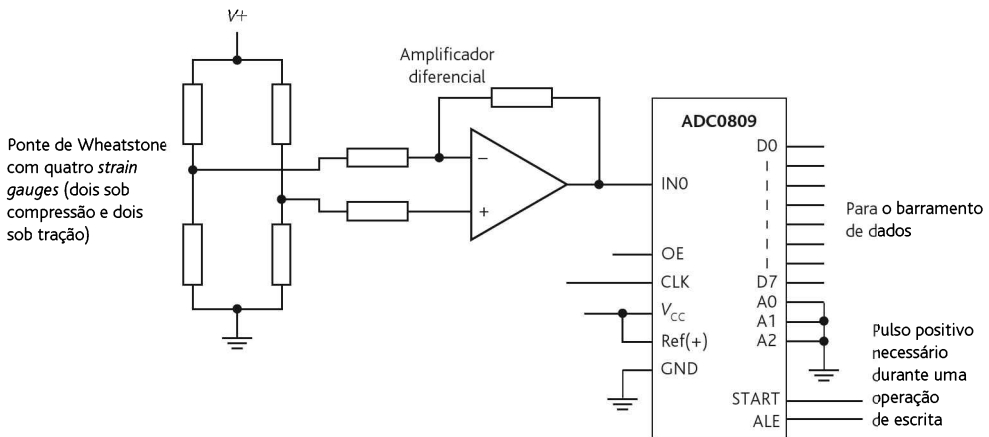 V+
Amplificador
diferencial
Ponte de Wheatstone
com quatro strain
gauges (dois sob
compressão e dois
sob tração)
−
+
ADC0809
IN0
OE
CLK
VCC
Ref(+)
GND
D0
D7
A0
A1
A2
START
ALE
Para o barramento
de dados
Pulso positivo
necessário
durante uma
operação
de escrita